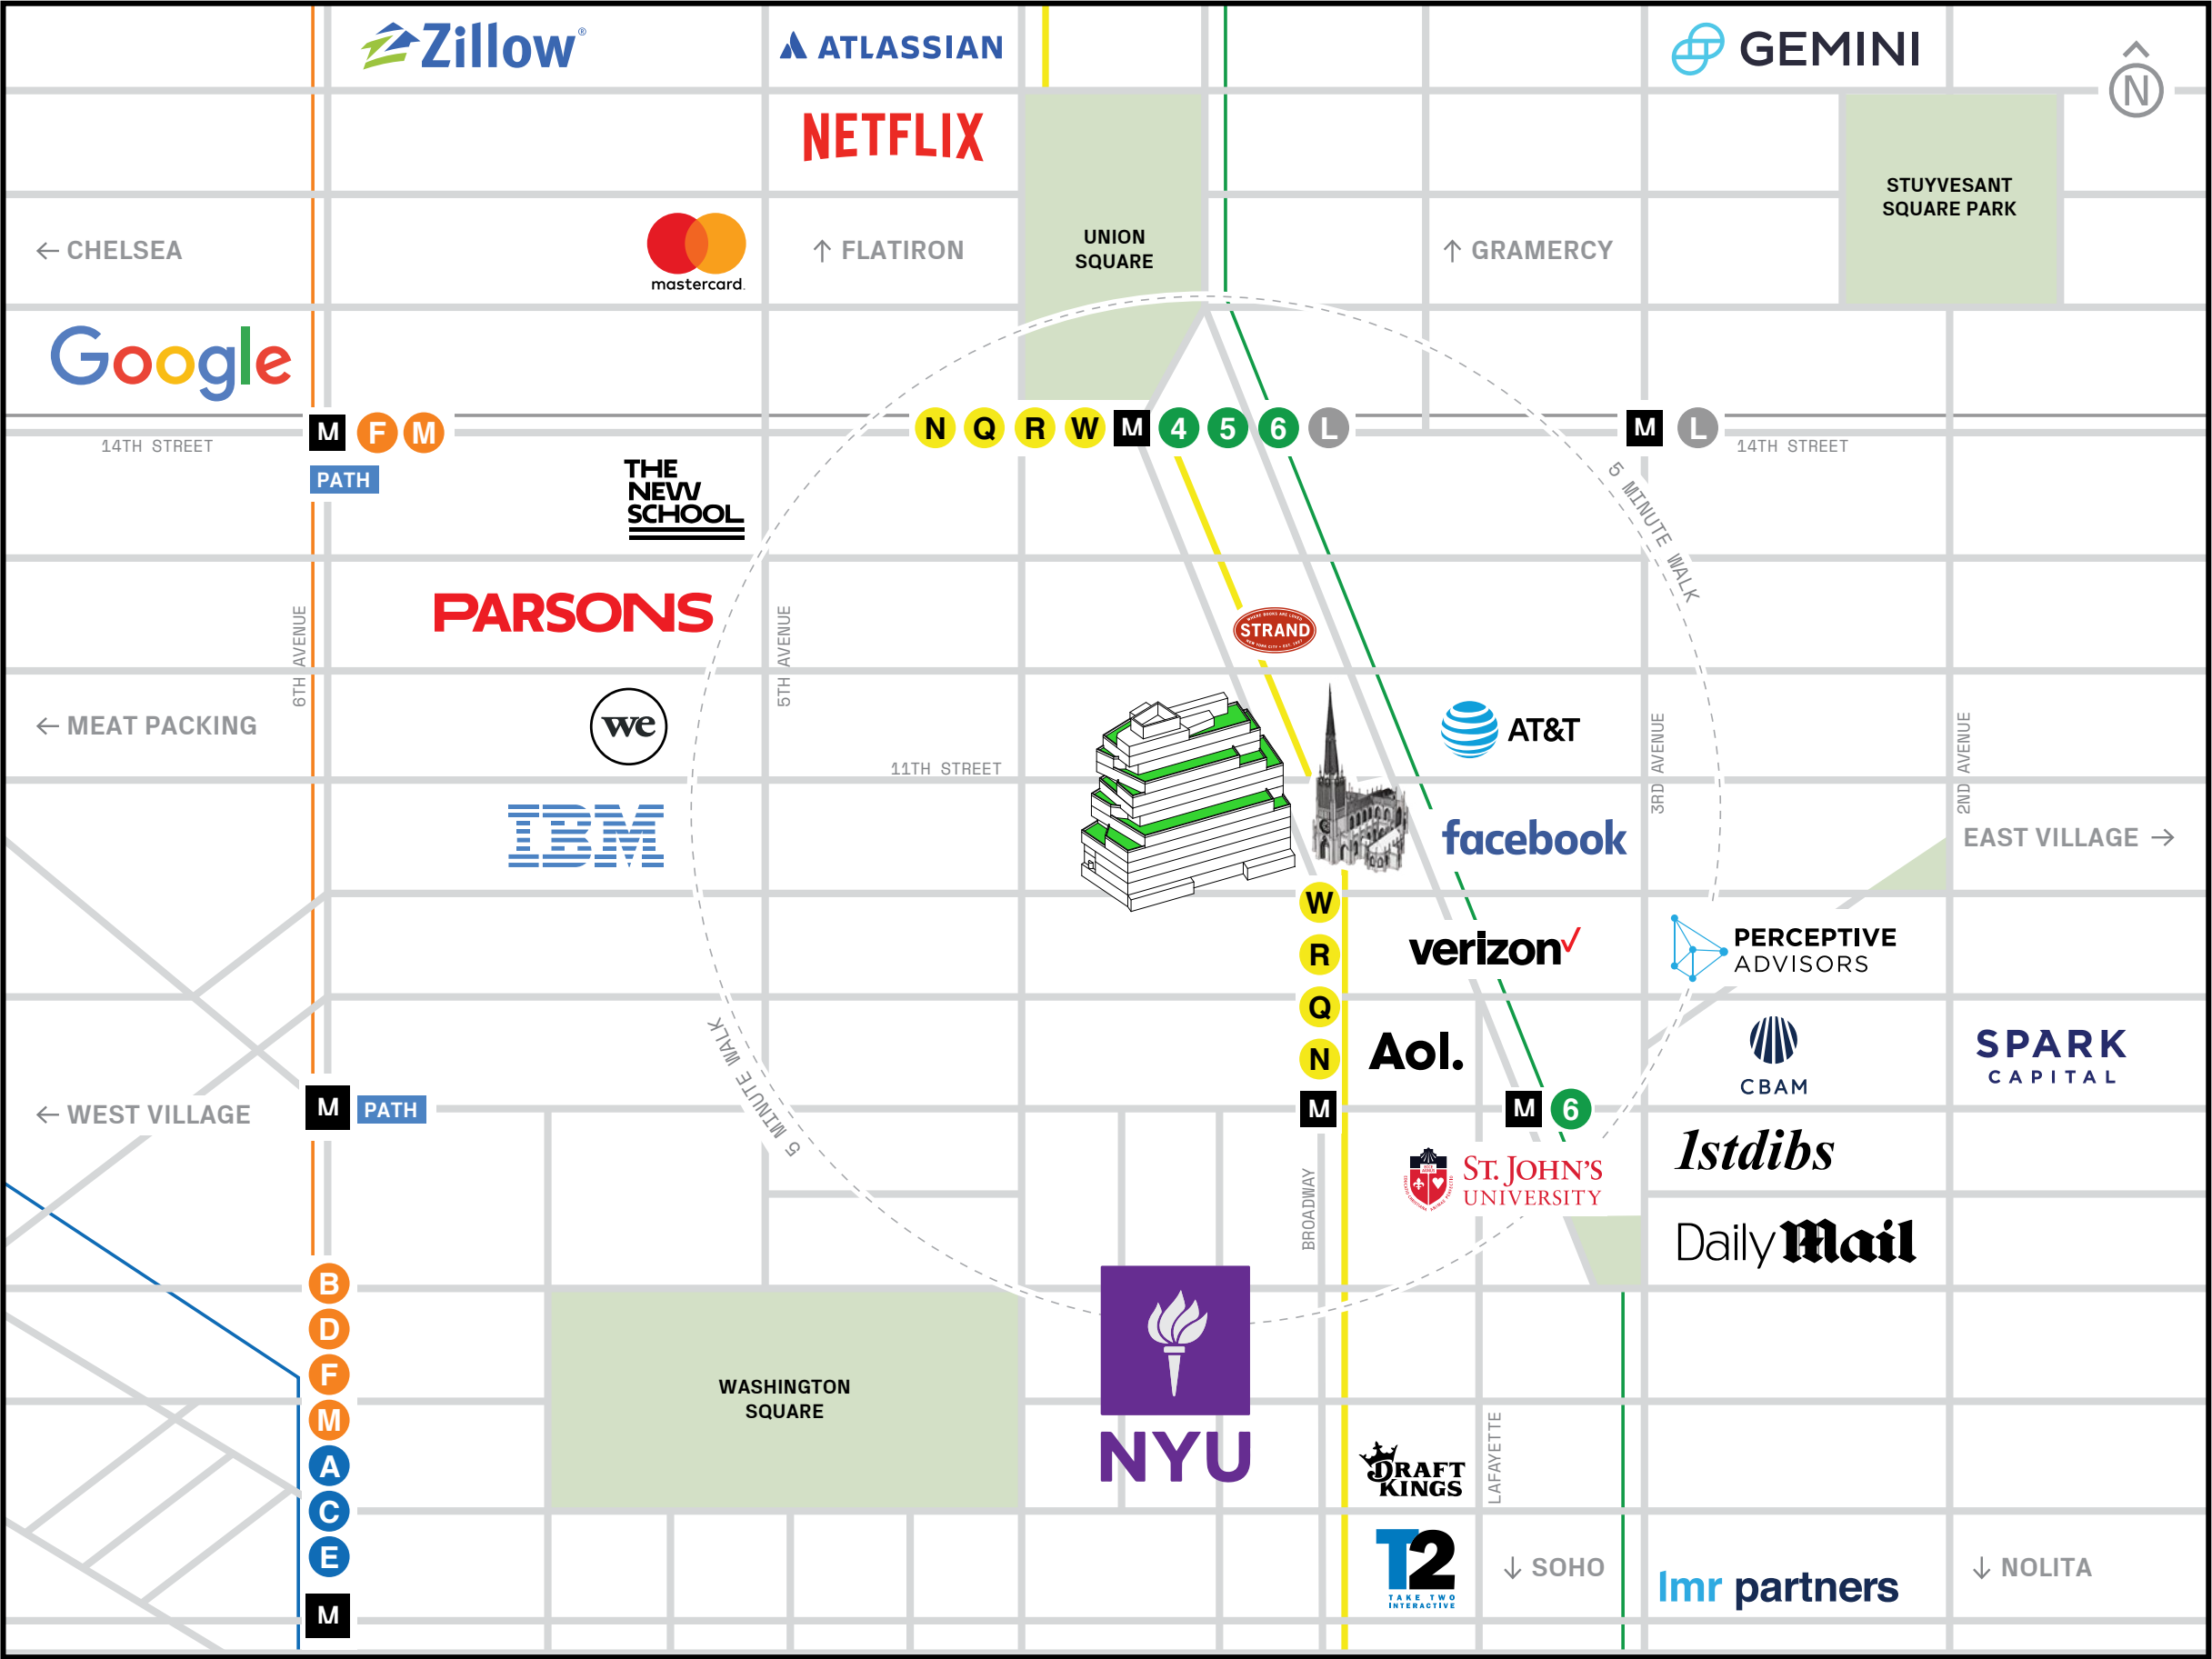 Zillow®
ATLASSIAN
GEMINI
N
NETFLIX
STUYVESANT
SQUARE PARK
← CHELSEA
mastercard.
↑ FLATIRON
UNION
SQUARE
↑ GRAMERCY
Google
M F M
N Q R W M 4 5 6 L
M L
14TH STREET
14TH STREET
PATH
THE
NEW
SCHOOL
5 MINUTE WALK
PARSONS
STRAND
6TH AVENUE
5TH AVENUE
← MEAT PACKING
we
AT&T
3RD AVENUE
2ND AVENUE
11TH STREET
IBM
facebook
EAST VILLAGE →
W
R
Q
N
M
verizon
PERCEPTIVE
ADVISORS
5 MINUTE WALK
Aol.
CBAM
SPARK
CAPITAL
← WEST VILLAGE
M PATH
M 6
1stdibs
ST. JOHN'S
UNIVERSITY
BROADWAY
Daily Mail
B
D
F
M
A
C
E
M
WASHINGTON
SQUARE
NYU
DRAFT
KINGS
LAFAYETTE
T2
TAKE TWO
INTERACTIVE
↓ SOHO
lmr partners
↓ NOLITA